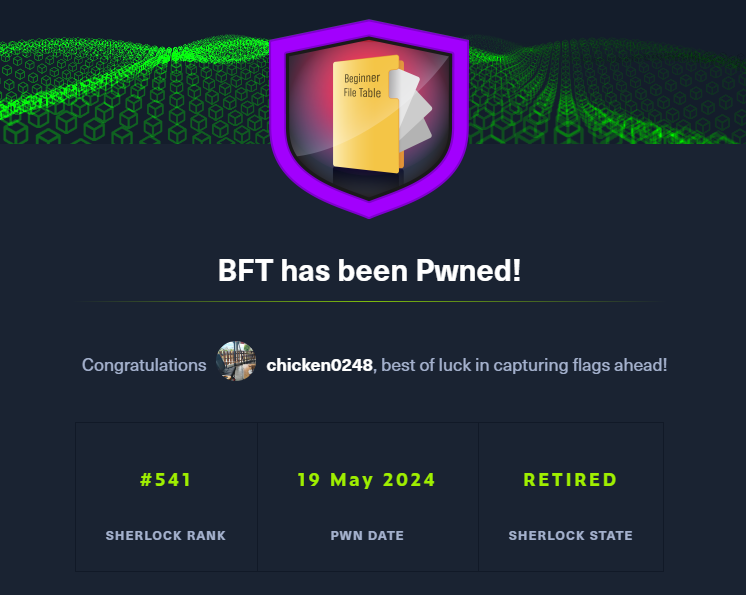 Beginner
File Table
BFT has been Pwned!
Congratulations chicken0248, best of luck in capturing flags ahead!
#541 19 May 2024 RETIRED
SHERLOCK RANK PWN DATE SHERLOCK STATE